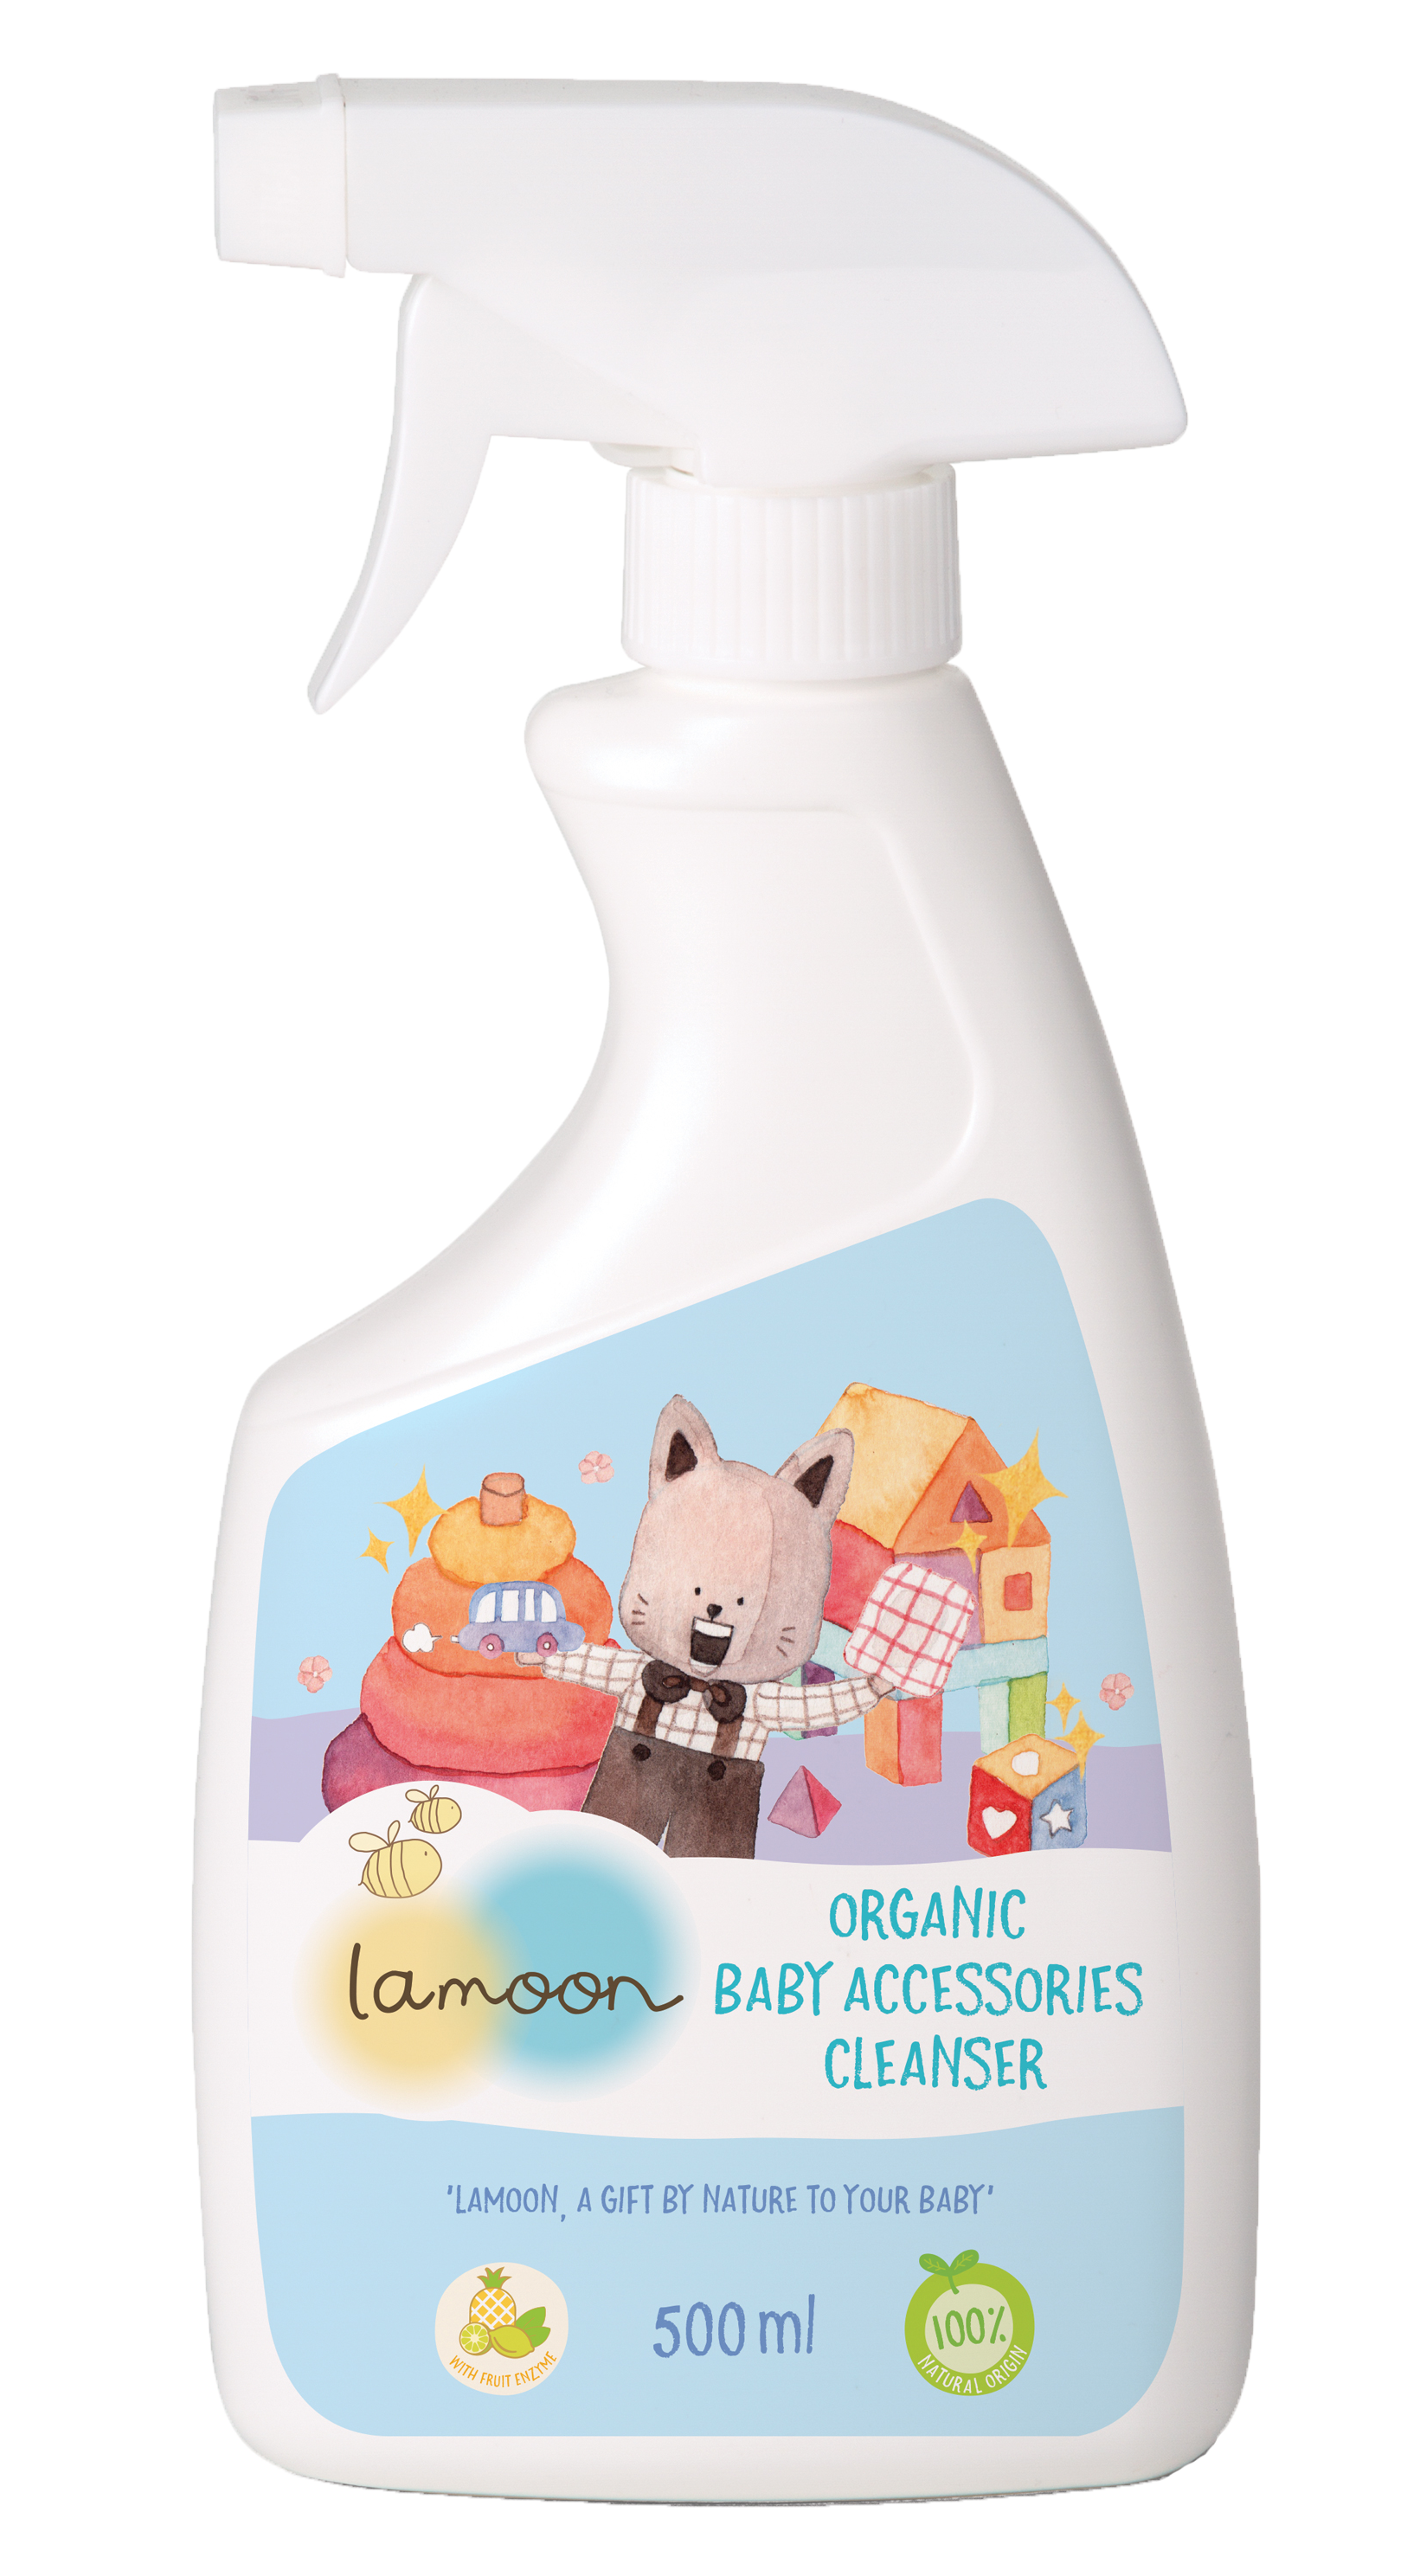 lamoon
ORGANIC
BABY ACCESSORIES
CLEANSER
'LAMOON, A GIFT BY NATURE TO YOUR BABY'
WITH FRUIT ENZYME
500 ml
100%
NATURAL ORIGIN